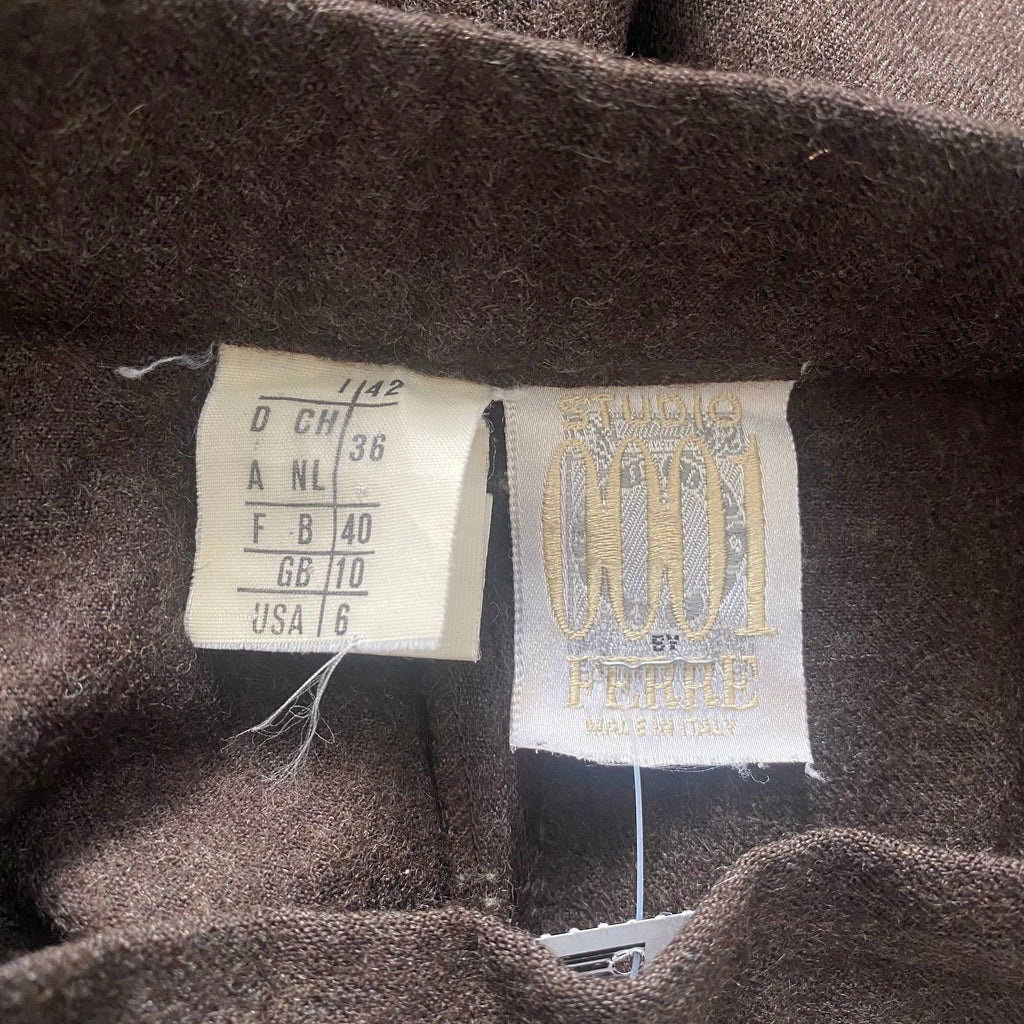 I/42
D CH
36
A NL
F B 40
GB 10
USA 6
STUDIO
0001
BY
FERRE
MADE IN ITALY